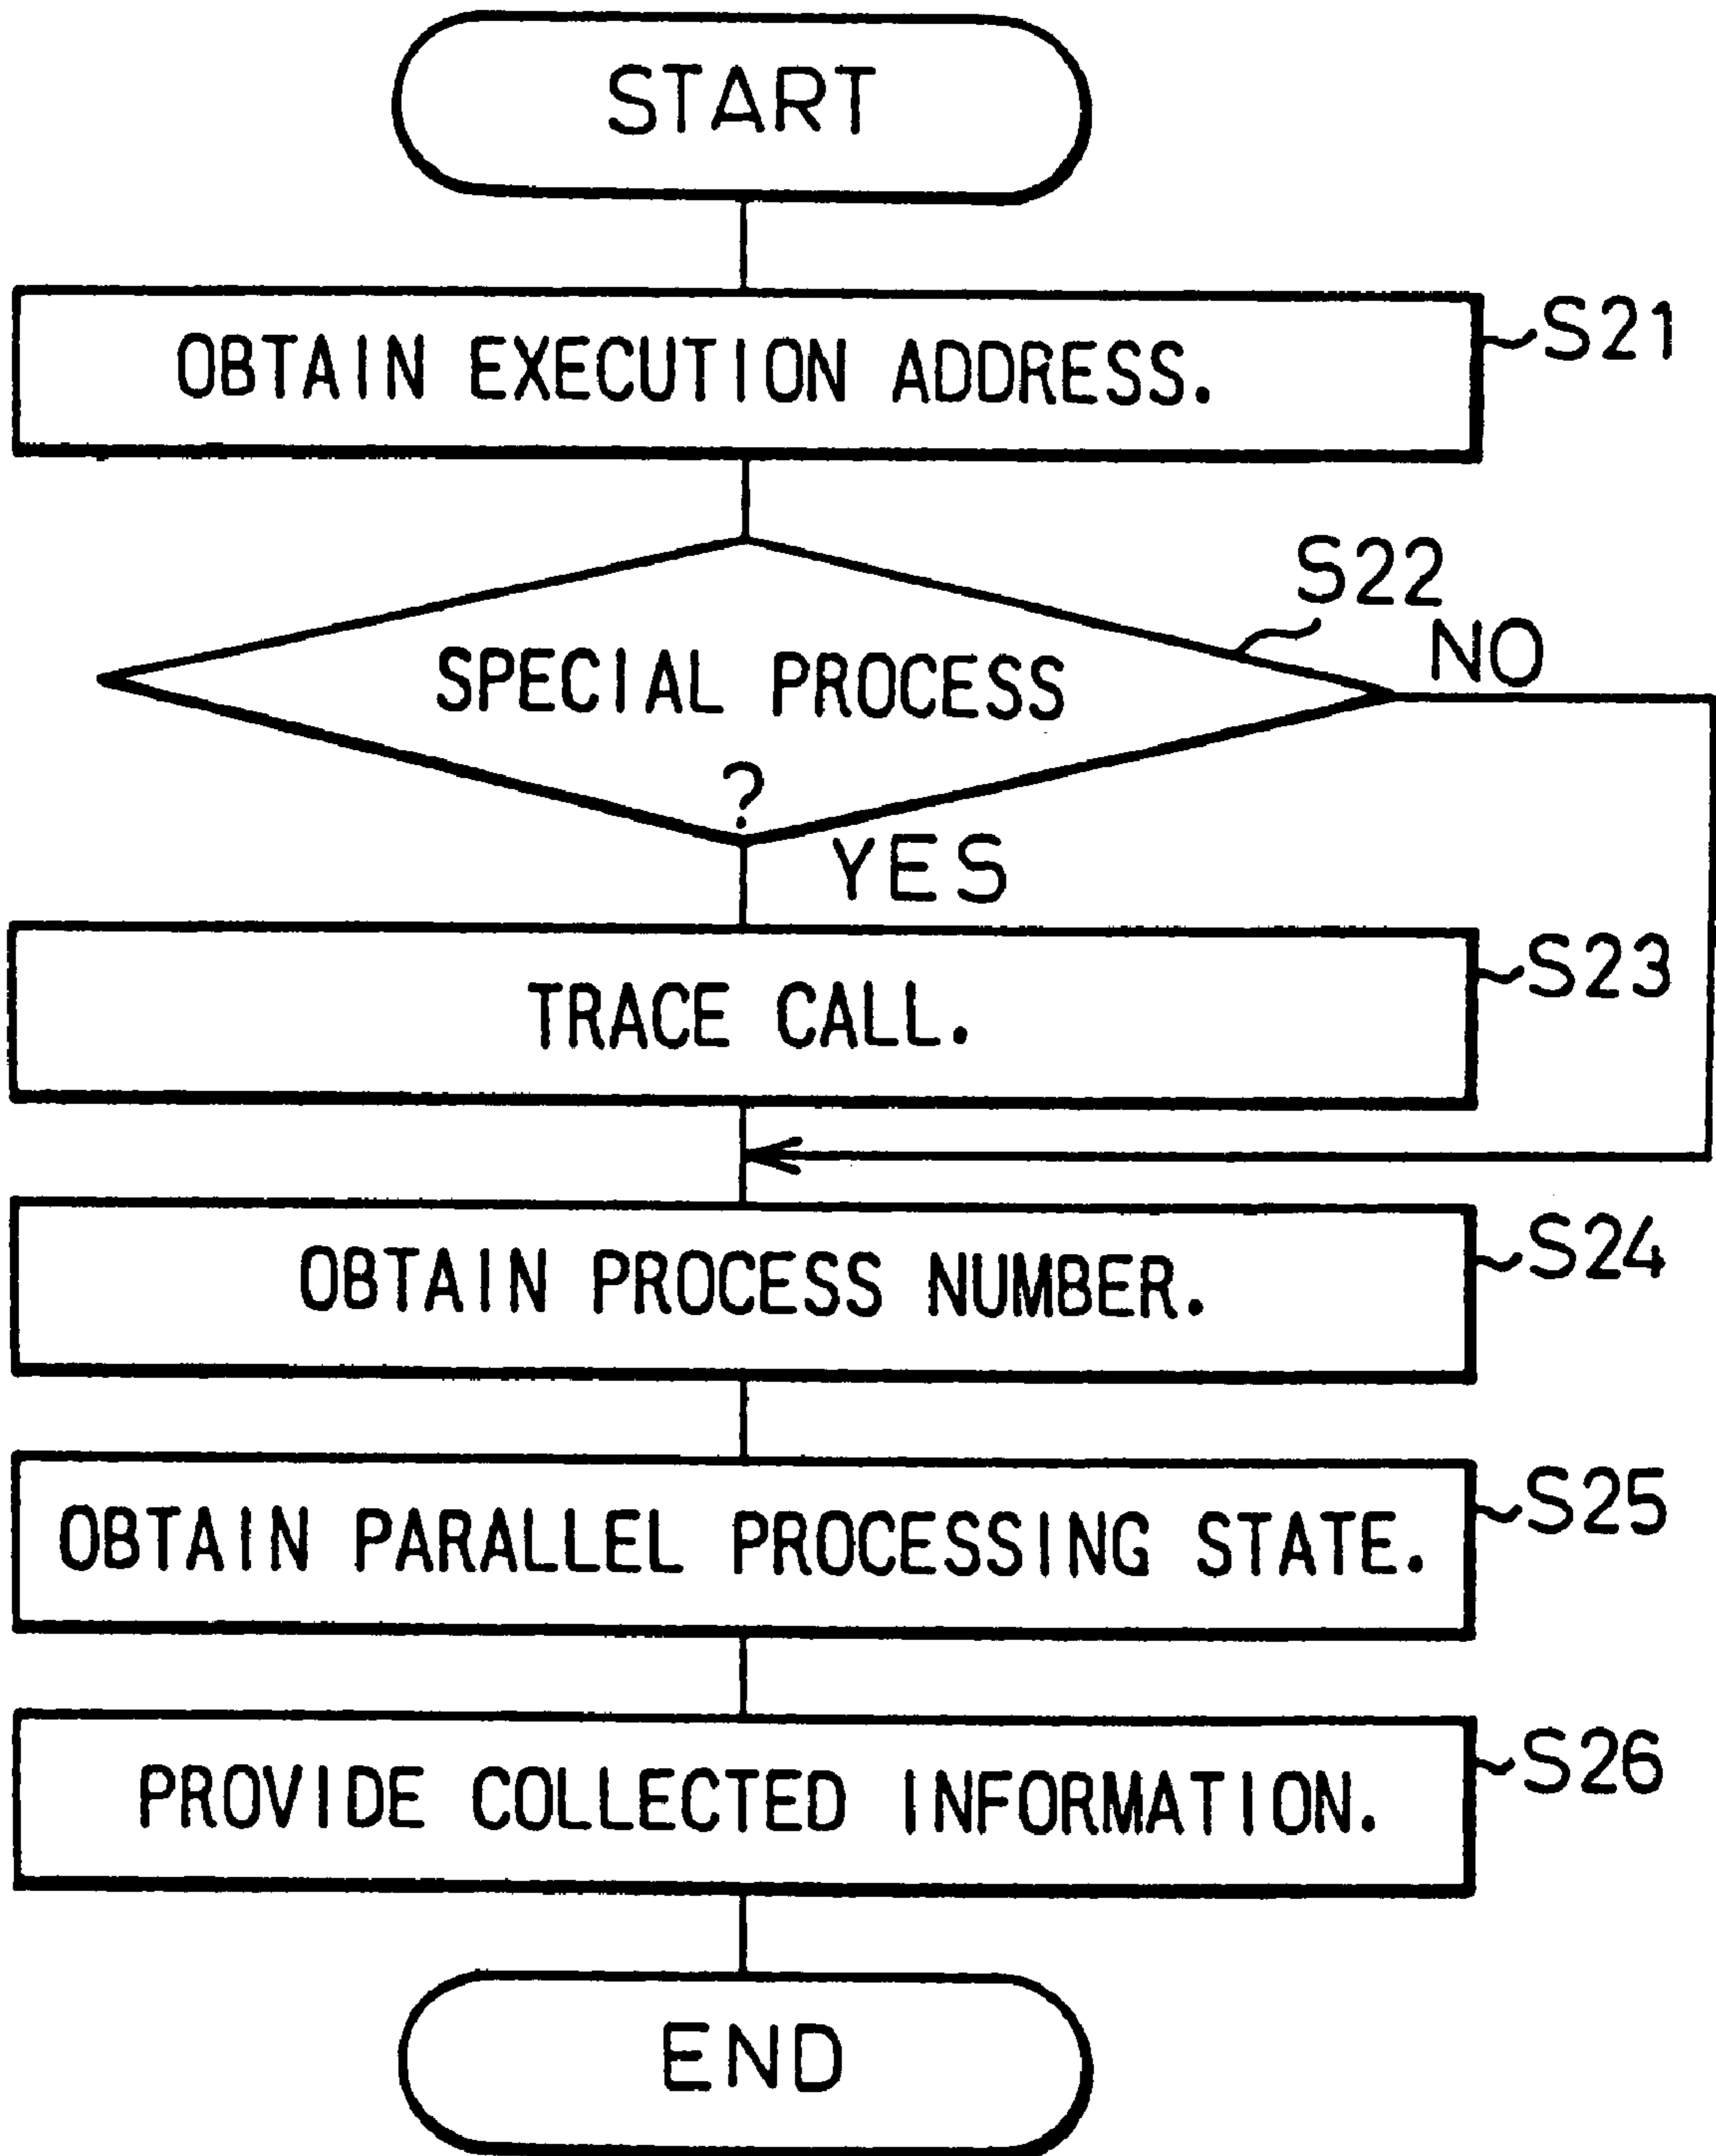 START
OBTAIN EXECUTION ADDRESS.
S21
S22
NO
SPECIAL PROCESS
?
YES
TRACE CALL.
S23
OBTAIN PROCESS NUMBER.
S24
OBTAIN PARALLEL PROCESSING STATE.
S25
PROVIDE COLLECTED INFORMATION.
S26
END